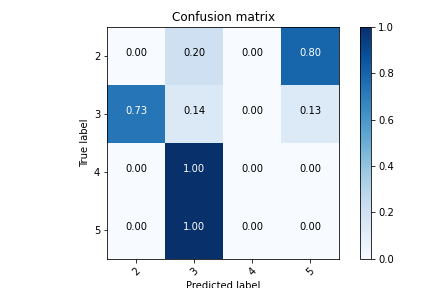 Confusion matrix
True label
2 0.00 0.20 0.00 0.80
3 0.73 0.14 0.00 0.13
4 0.00 1.00 0.00 0.00
5 0.00 1.00 0.00 0.00
2 3 4 5
Predicted label
1.0
0.8
0.6
0.4
0.2
0.0